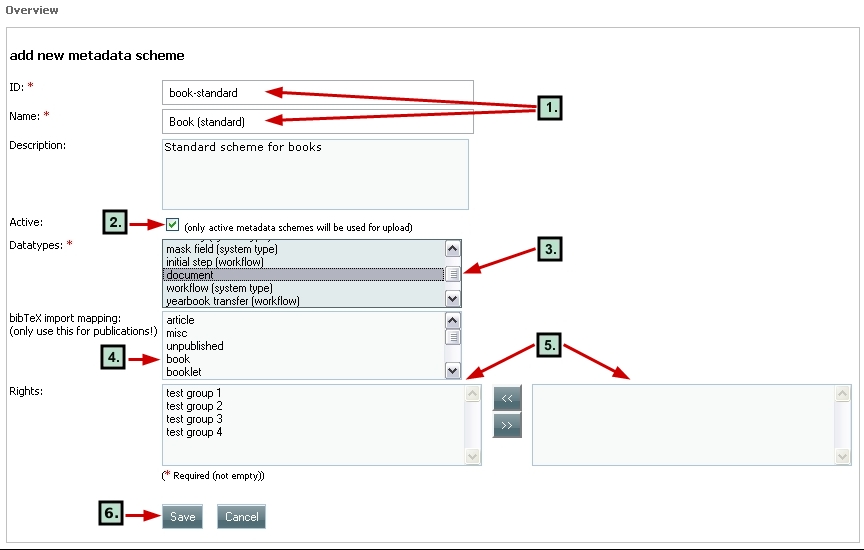 Overview
add new metadata scheme
ID: *
book-standard
1.
Name: *
Book (standard)
Description:
Standard scheme for books
Active:
2.
(only active metadata schemes will be used for upload)
Datatypes: *
mask field (system type)
initial step (workflow)
document
workflow (system type)
yearbook transfer (workflow)
3.
bibTeX import mapping:
(only use this for publications!)
article
misc
unpublished
book
booklet
4.
5.
Rights:
test group 1
test group 2
test group 3
test group 4
<<
>>
(* Required (not empty))
6.
Save
Cancel